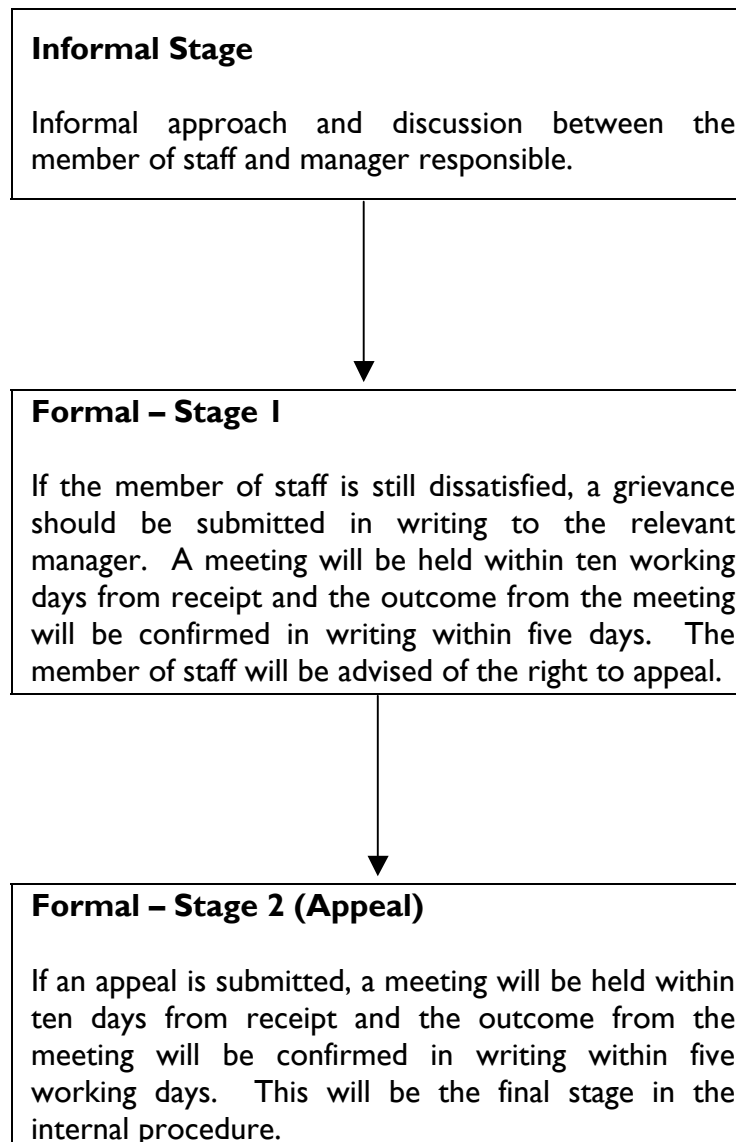 Informal Stage
Informal approach and discussion between the
member of staff and manager responsible.
Formal – Stage 1
If the member of staff is still dissatisfied, a grievance
should be submitted in writing to the relevant
manager. A meeting will be held within ten working
days from receipt and the outcome from the meeting
will be confirmed in writing within five days. The
member of staff will be advised of the right to appeal.
Formal – Stage 2 (Appeal)
If an appeal is submitted, a meeting will be held within
ten days from receipt and the outcome from the
meeting will be confirmed in writing within five
working days. This will be the final stage in the
internal procedure.